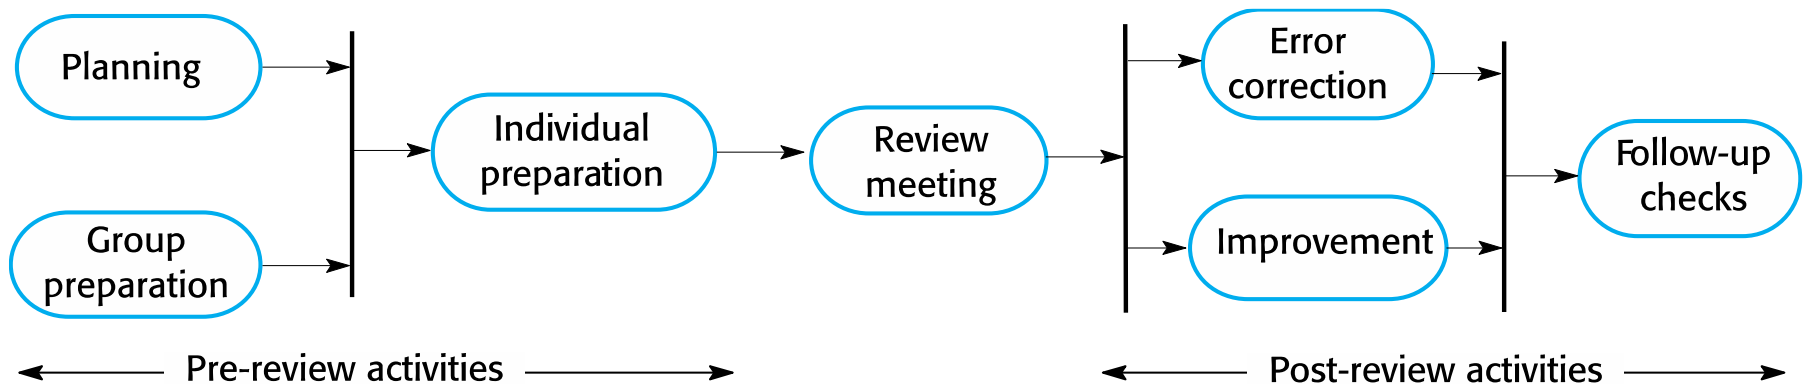 Planning
Group
preparation
Individual
preparation
Review
meeting
Error
correction
Improvement
Follow-up
checks
Pre-review activities
Post-review activities